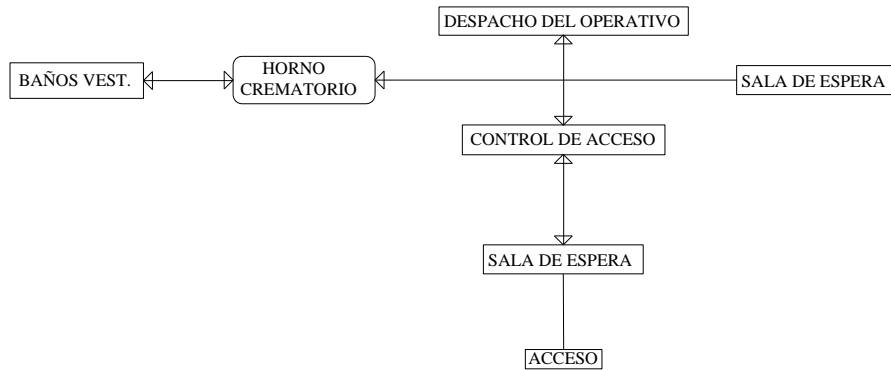 DESPACHO DEL OPERATIVO
BAÑOS VEST.
HORNO
CREMATORIO
SALA DE ESPERA
CONTROL DE ACCESO
SALA DE ESPERA
ACCESO